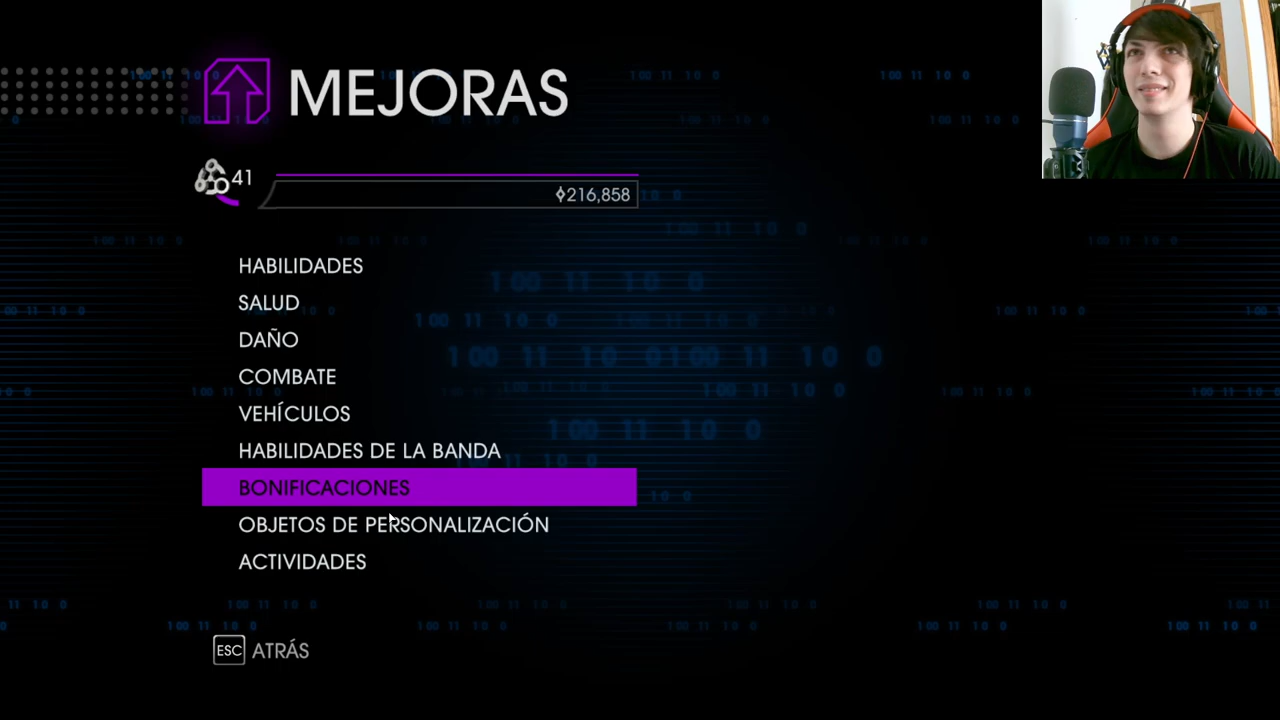 MEJORAS
41
216,858
HABILIDADES
SALUD
DAÑO
COMBATE
VEHÍCULOS
HABILIDADES DE LA BANDA
BONIFICACIONES
OBJETOS DE PERSONALIZACIÓN
ACTIVIDADES
ESC ATRÁS